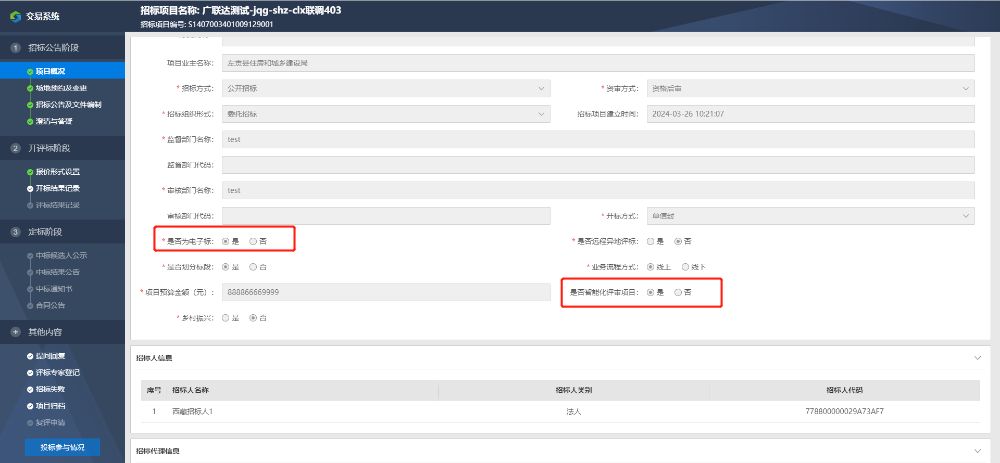 交易系统
招标项目名称: 广联达测试-jqg-shz-clx联调403
招标项目编号: S1407003401009129001
1 招标公告阶段
项目概况
场地预约及变更
招标公告及文件编制
澄清与答疑
2 开评标阶段
报价形式设置
开标结果记录
评标结果记录
3 定标阶段
中标候选人公示
中标结果公告
中标通知书
合同公告
+ 其他内容
提问回复
评标专家登记
招标失败
项目归档
复评申请
投标参与情况
项目业主名称: 左贡县住房和城乡建设局
* 招标方式: 公开招标 * 资审方式: 资格后审
* 招标组织形式: 委托招标 招标项目建立时间: 2024-03-26 10:21:07
* 监督部门名称: test
监督部门代码:
* 审核部门名称: test
审核部门代码: * 开标方式: 单信封
* 是否为电子标: 是 否 * 是否远程异地评标: 是 否
* 是否划分标段: 是 否 * 业务流程方式: 线上 线下
* 项目预算金额（元）: 888866669999 是否智能化评审项目: 是 否
* 乡村振兴: 是 否
招标人信息
序号 招标人名称 招标人类别 招标人代码
1 西藏招标人1 法人 778800000029A73AF7
招标代理信息